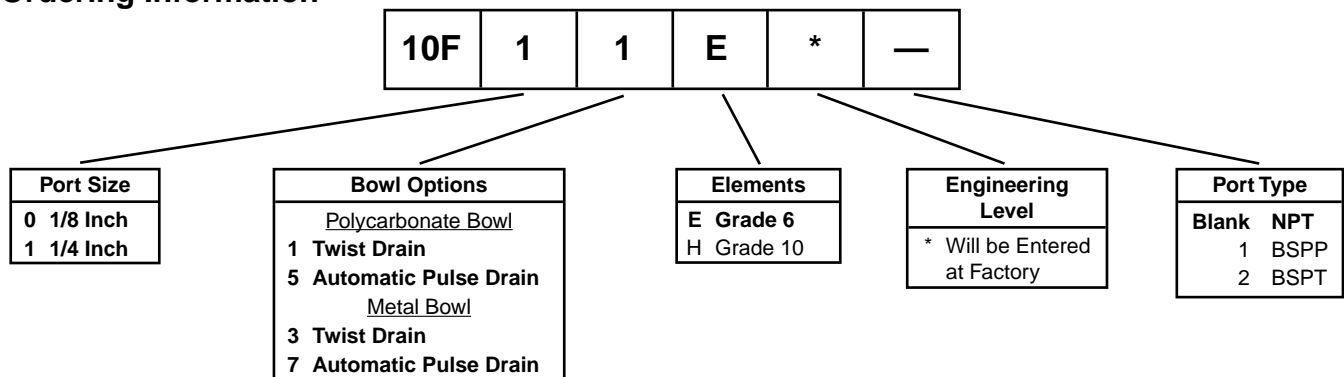 Ordering Information
10F 1 1 E * —
Port Size
0 1/8 Inch
1 1/4 Inch
Bowl Options
Polycarbonate Bowl
1 Twist Drain
5 Automatic Pulse Drain
Metal Bowl
3 Twist Drain
7 Automatic Pulse Drain
Elements
E Grade 6
H Grade 10
Engineering
Level
* Will be Entered
at Factory
Port Type
Blank NPT
1 BSPP
2 BSPT